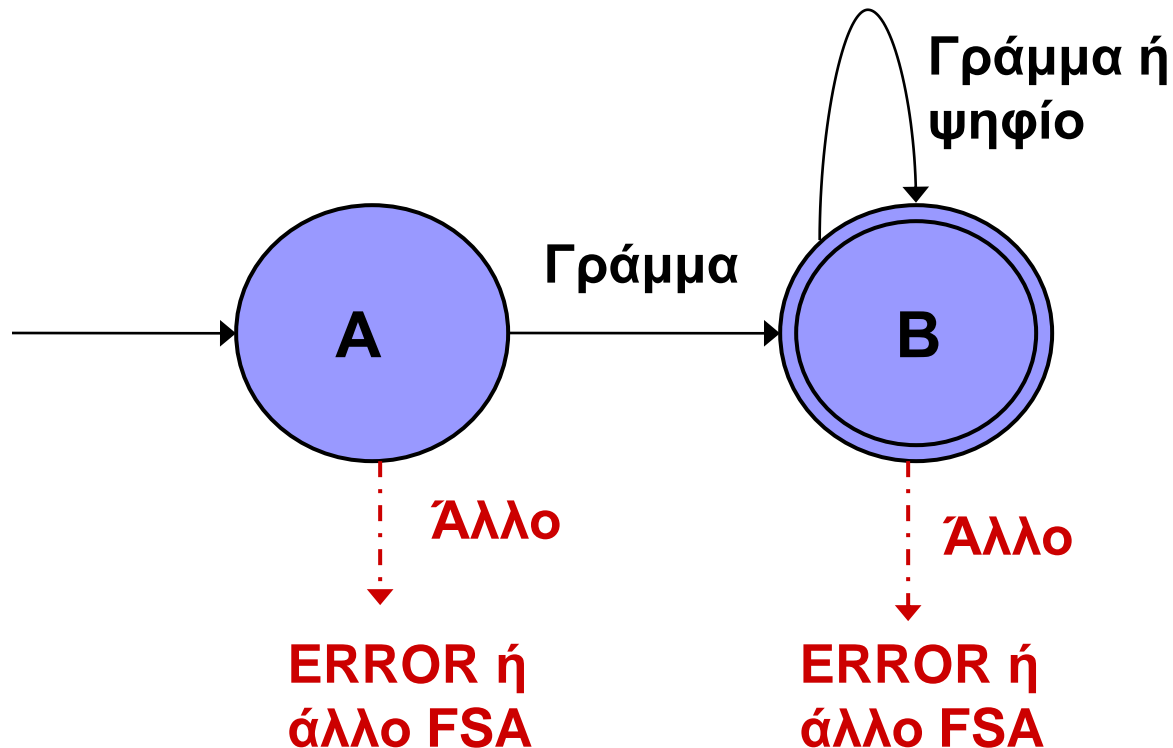 Γράμμα ή
ψηφίο
Γράμμα
A
B
Άλλο
Άλλο
ERROR ή
άλλο FSA
ERROR ή
άλλο FSA